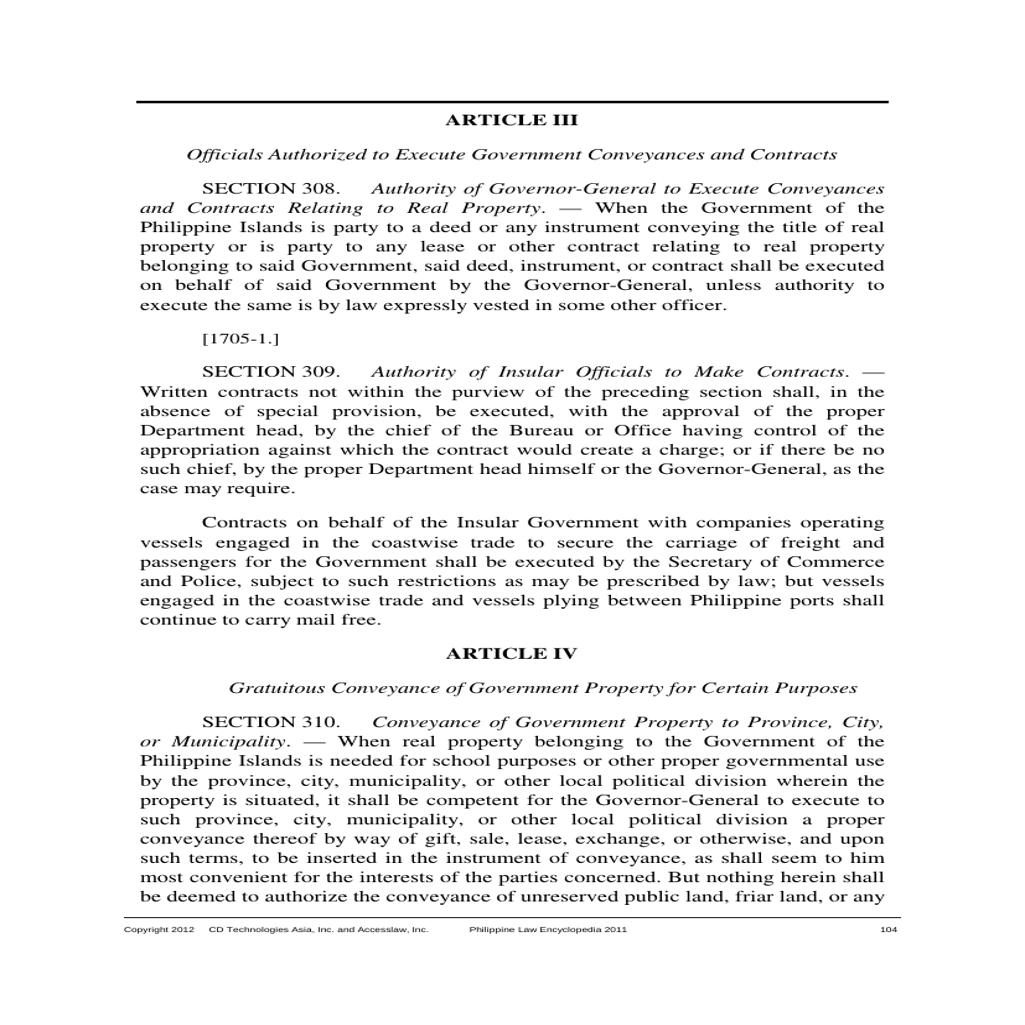 ARTICLE III
Officials Authorized to Execute Government Conveyances and Contracts
SECTION 308. Authority of Governor-General to Execute Conveyances
and Contracts Relating to Real Property. — When the Government of the
Philippine Islands is party to a deed or any instrument conveying the title of real
property or is party to any lease or other contract relating to real property
belonging to said Government, said deed, instrument, or contract shall be executed
on behalf of said Government by the Governor-General, unless authority to
execute the same is by law expressly vested in some other officer.
[1705-1.]
SECTION 309. Authority of Insular Officials to Make Contracts. —
Written contracts not within the purview of the preceding section shall, in the
absence of special provision, be executed, with the approval of the proper
Department head, by the chief of the Bureau or Office having control of the
appropriation against which the contract would create a charge; or if there be no
such chief, by the proper Department head himself or the Governor-General, as the
case may require.
Contracts on behalf of the Insular Government with companies operating
vessels engaged in the coastwise trade to secure the carriage of freight and
passengers for the Government shall be executed by the Secretary of Commerce
and Police, subject to such restrictions as may be prescribed by law; but vessels
engaged in the coastwise trade and vessels plying between Philippine ports shall
continue to carry mail free.
ARTICLE IV
Gratuitous Conveyance of Government Property for Certain Purposes
SECTION 310. Conveyance of Government Property to Province, City,
or Municipality. — When real property belonging to the Government of the
Philippine Islands is needed for school purposes or other proper governmental use
by the province, city, municipality, or other local political division wherein the
property is situated, it shall be competent for the Governor-General to execute to
such province, city, municipality, or other local political division a proper
conveyance thereof by way of gift, sale, lease, exchange, or otherwise, and upon
such terms, to be inserted in the instrument of conveyance, as shall seem to him
most convenient for the interests of the parties concerned. But nothing herein shall
be deemed to authorize the conveyance of unreserved public land, friar land, or any
Copyright 2012 CD Technologies Asia, Inc. and Accesslaw, Inc. Philippine Law Encyclopedia 2011 104